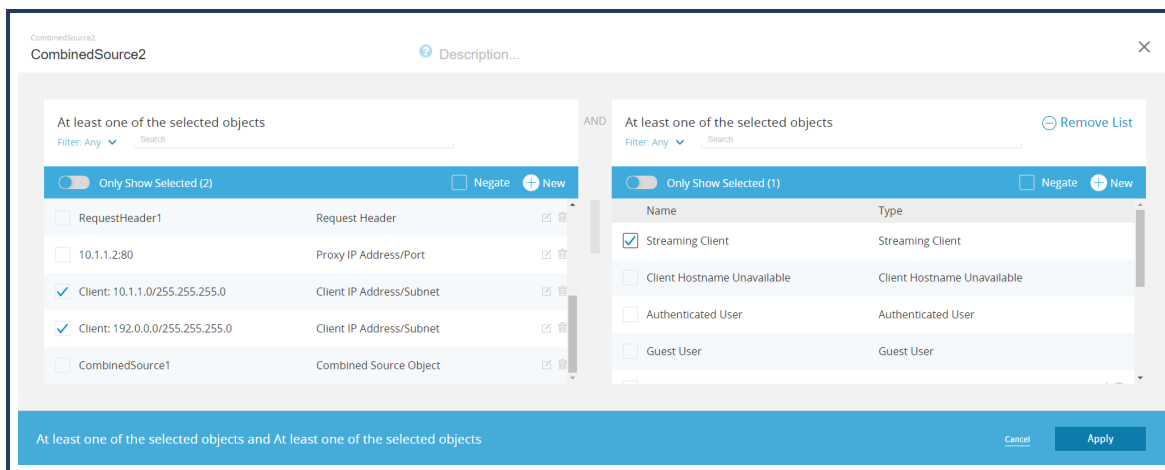 CombinedSource2
CombinedSource2
? Description...
At least one of the selected objects
Filter: Any Search
Only Show Selected (2) Negate + New
RequestHeader1 Request Header
10.1.1.2:80 Proxy IP Address/Port
Client: 10.1.1.0/255.255.255.0 Client IP Address/Subnet
Client: 192.0.0.0/255.255.255.0 Client IP Address/Subnet
CombinedSource1 Combined Source Object
AND
At least one of the selected objects
Remove List
Filter: Any Search
Only Show Selected (1) Negate + New
Name Type
Streaming Client Streaming Client
Client Hostname Unavailable Client Hostname Unavailable
Authenticated User Authenticated User
Guest User Guest User
At least one of the selected objects and At least one of the selected objects
Cancel Apply